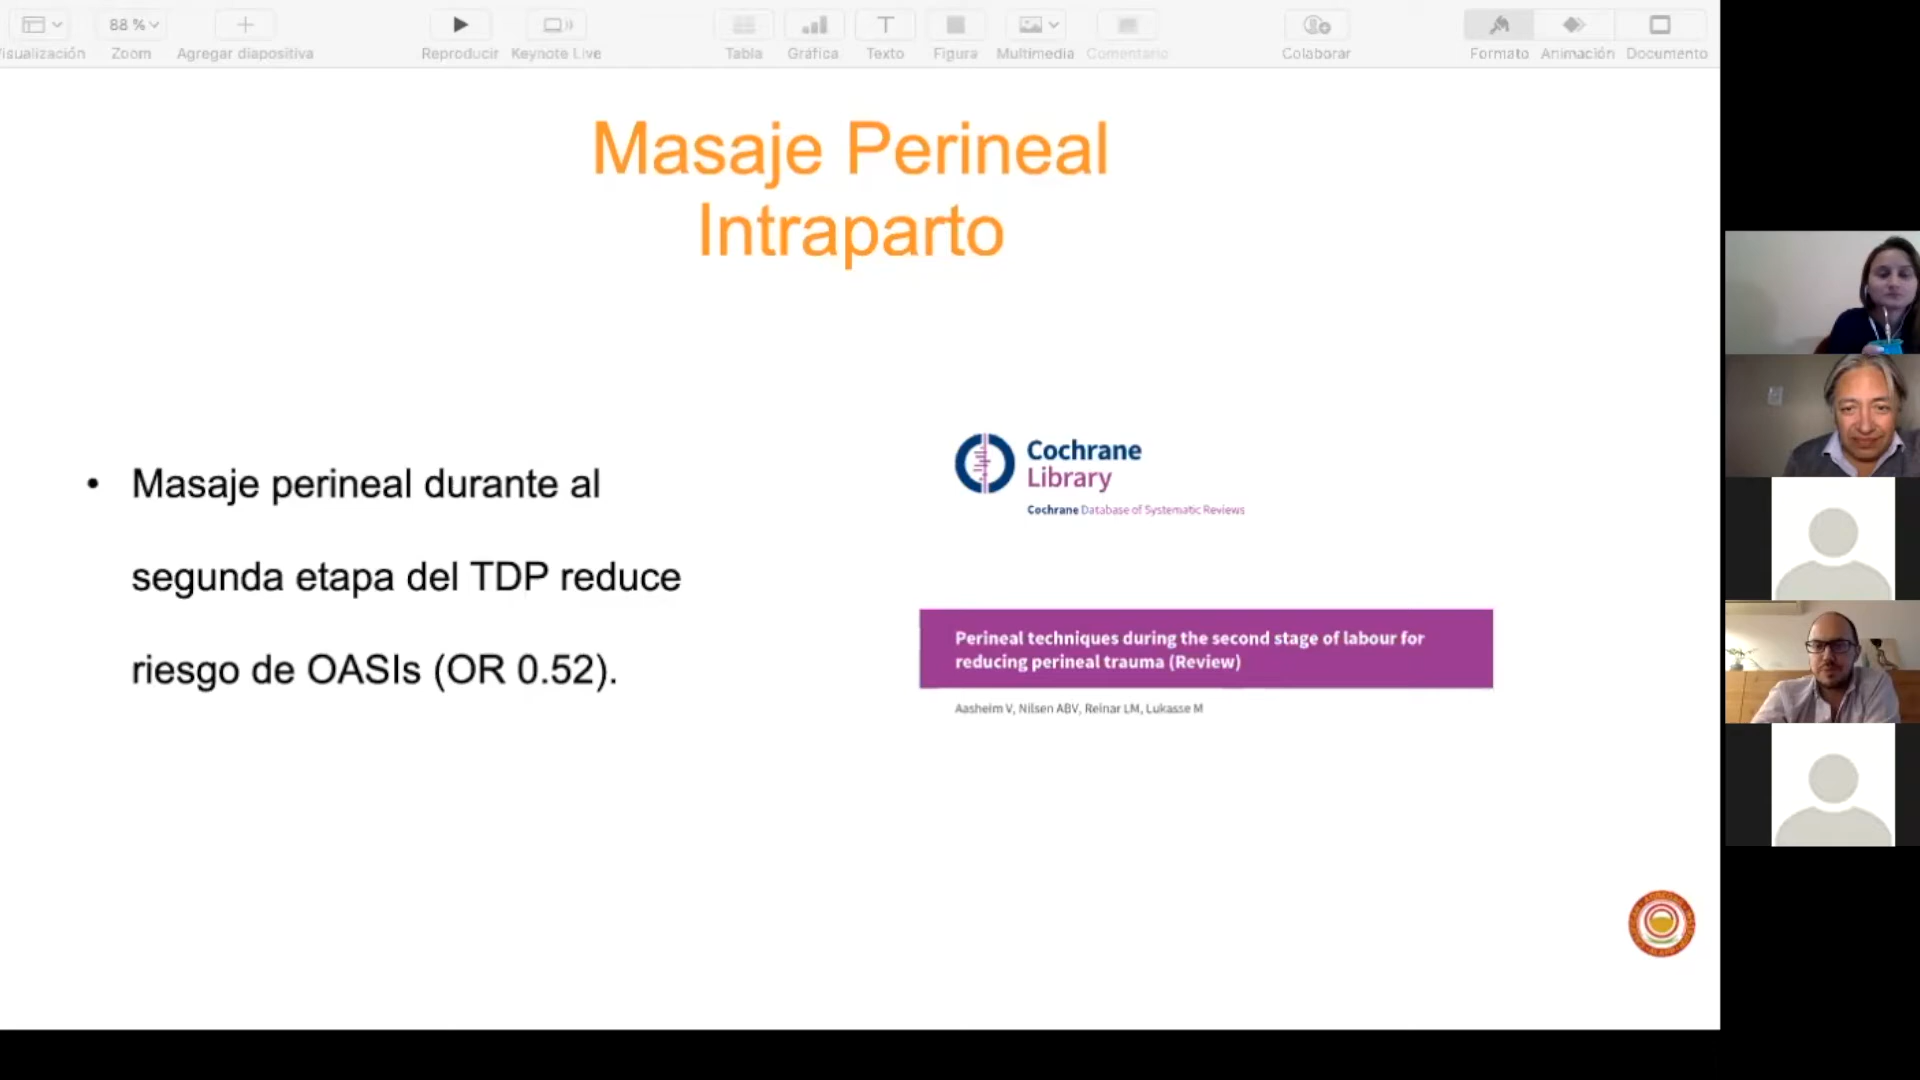 88 %
Zoom
Agregar diapositiva
Reproducir
Keynote Live
Tabla
Gráfica
Texto
Figura
Multimedia
Comentario
Colaborar
Formato
Animación
Documento
Masaje Perineal
Intraparto
• Masaje perineal durante al
segunda etapa del TDP reduce
riesgo de OASIs (OR 0.52).
Cochrane
Library
Cochrane Database of Systematic Reviews
Perineal techniques during the second stage of labour for
reducing perineal trauma (Review)
Aasheim V, Nilsen ABV, Reinar LM, Lukasse M